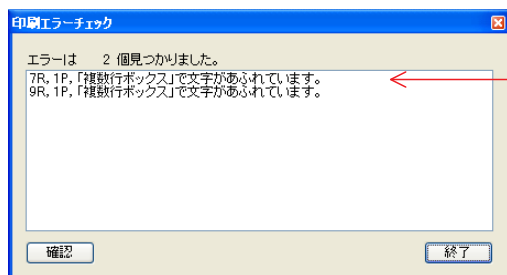 印刷エラーチェック
エラーは 2 個見つかりました。
7R, 1P,「複数行ボックス」で文字があふれています。
9R, 1P,「複数行ボックス」で文字があふれています。
確認
終了